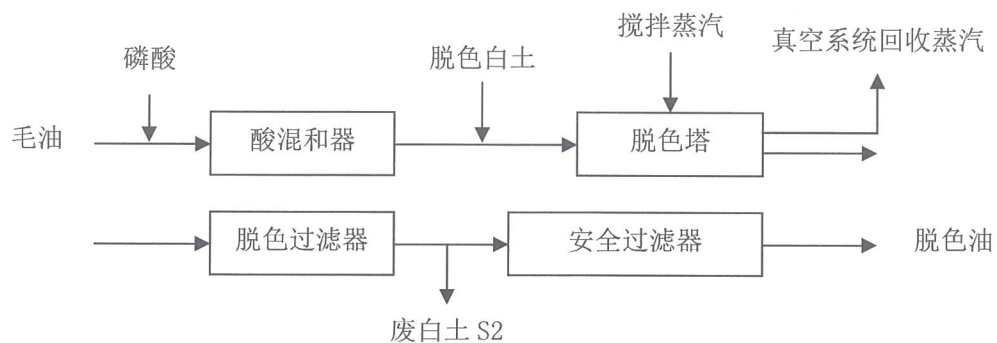 搅拌蒸汽
真空系统回收蒸汽
磷酸
脱色白土
毛油
酸混和器
脱色塔
脱色过滤器
安全过滤器
脱色油
废白土 S2